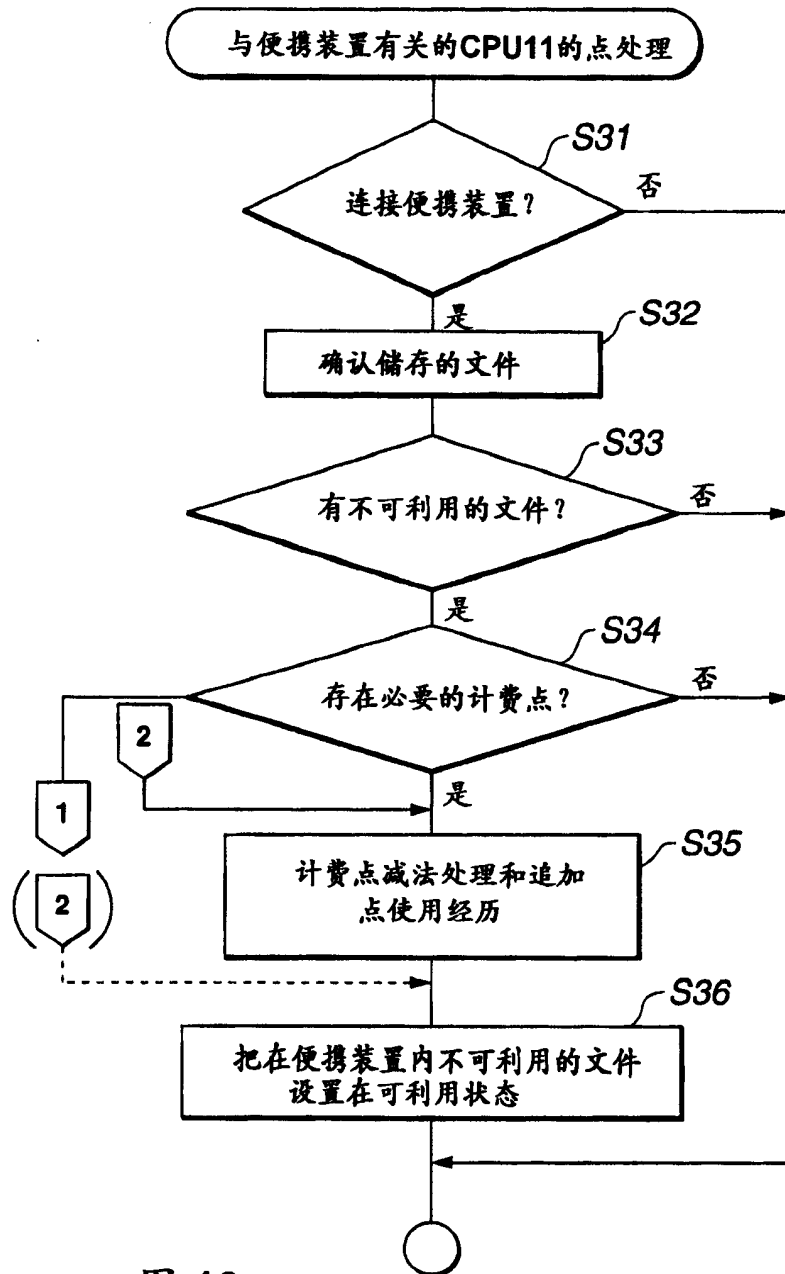 与便携装置有关的CPU11的点处理
S31
连接便携装置?
否
是
S32
确认储存的文件
S33
有不可利用的文件?
否
是
S34
存在必要的计费点?
否
2
是
1
S35
计费点减法处理和追加
点使用经历
(2)
S36
把在便携装置内不可利用的文件
设置在可利用状态